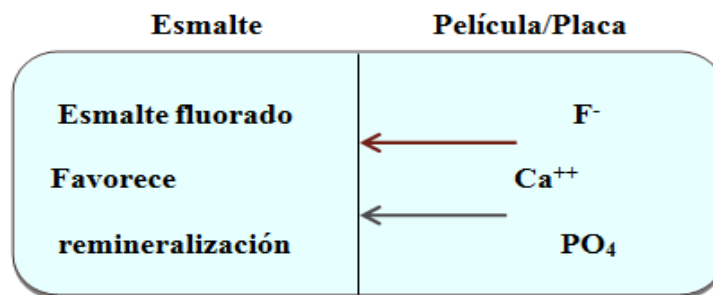 Esmalte Película/Placa
Esmalte fluorado F⁻
Favorece Ca⁺⁺
remineralización PO₄